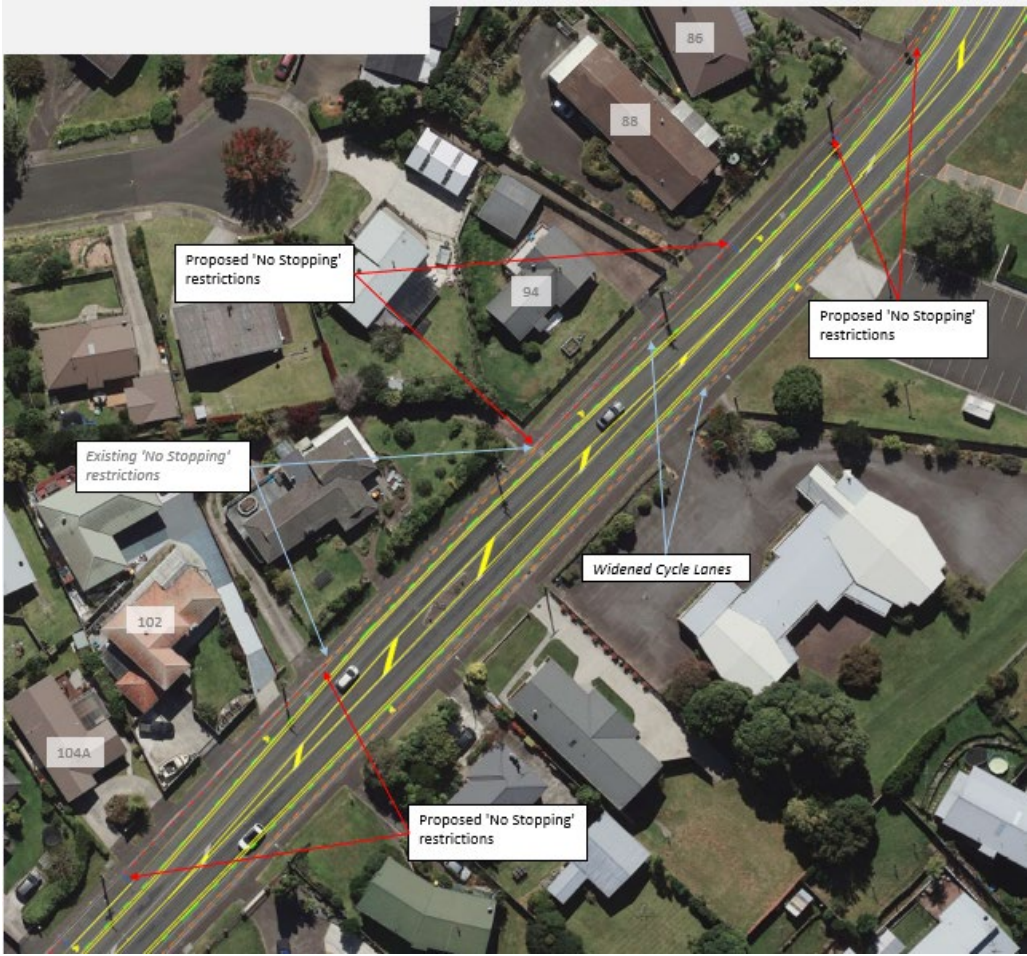 86
88
Proposed 'No Stopping'
restrictions
94
Proposed 'No Stopping'
restrictions
Existing 'No Stopping'
restrictions
Widened Cycle Lanes
102
104A
Proposed 'No Stopping'
restrictions